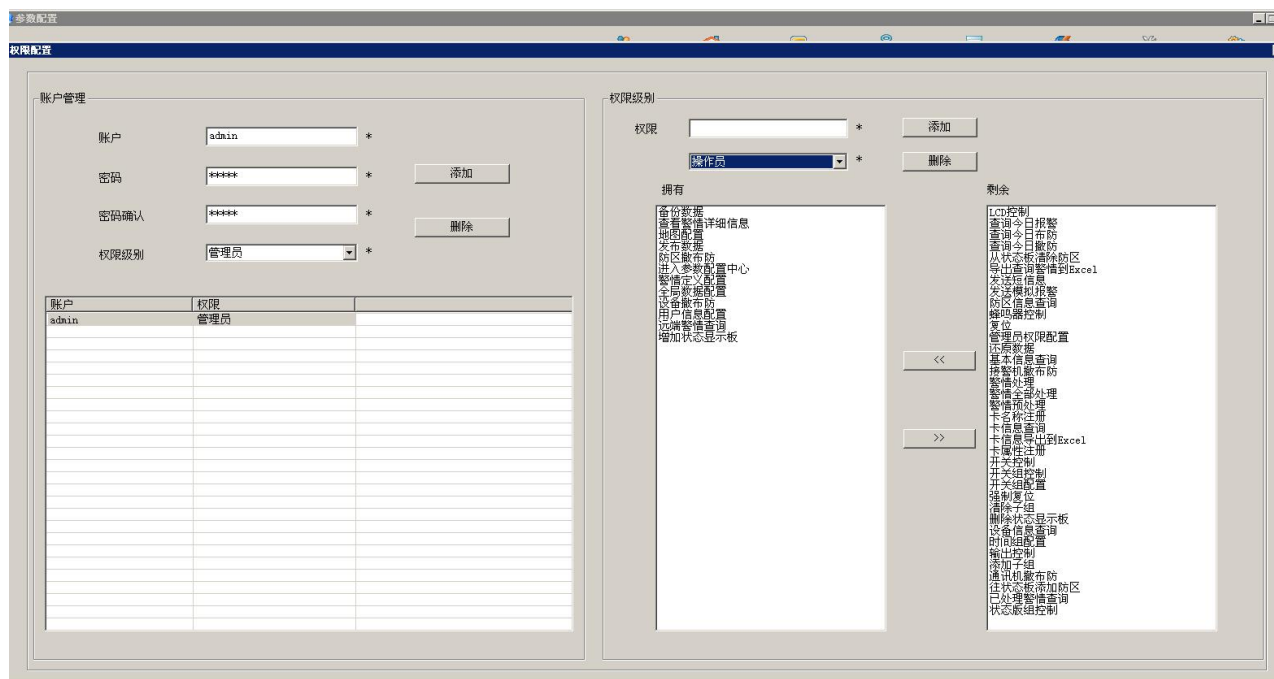 参数配置
权限配置
账户管理
账户
admin
*
密码
*****
*
添加
密码确认
*****
*
删除
权限级别
管理员
*
账户
权限
admin
管理员
权限级别
权限
*
添加
操作员
*
删除
拥有
备份数据
查看警情详细信息
地图配置
发布数据
防区撤布防
进入参数配置中心
警情定义配置
全局数据配置
设备撤布防
用户信息配置
远端警情查询
增加状态显示板
<<
>>
剩余
LCD控制
查询今日报警
查询今日布防
查询今日撤防
从状态板清除防区
导出查询警情到Excel
发送短信息
发送模拟报警
防区信息查询
蜂鸣器控制
复位
管理员权限配置
还原数据
基本信息查询
接警机撤布防
警情处理
警情全部处理
警情预处理
卡名称注册
卡信息查询
卡信息导出到Excel
卡属性注册
开关控制
开关组控制
开关组配置
强制复位
清除子组
删除状态显示板
设备信息查询
时间组配置
输出控制
添加子组
通讯机撤布防
往状态板添加防区
已处理警情查询
状态版组控制